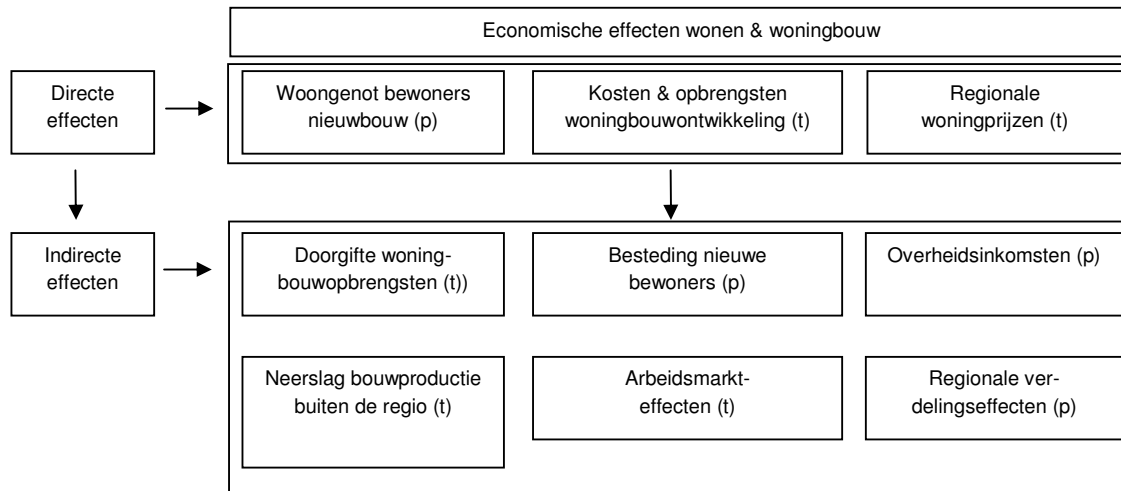 Economische effecten wonen & woningbouw
Directe
effecten
Woongenot bewoners
nieuwbouw (p)
Kosten & opbrengsten
woningbouwontwikkeling (t)
Regionale
woningprijzen (t)
Indirecte
effecten
Doorgifte woning-
bouwopbrengsten (t))
Besteding nieuwe
bewoners (p)
Overheidsinkomsten (p)
Neerslag bouwproductie
buiten de regio (t)
Arbeidsmarkt-
effecten (t)
Regionale ver-
delingseffecten (p)